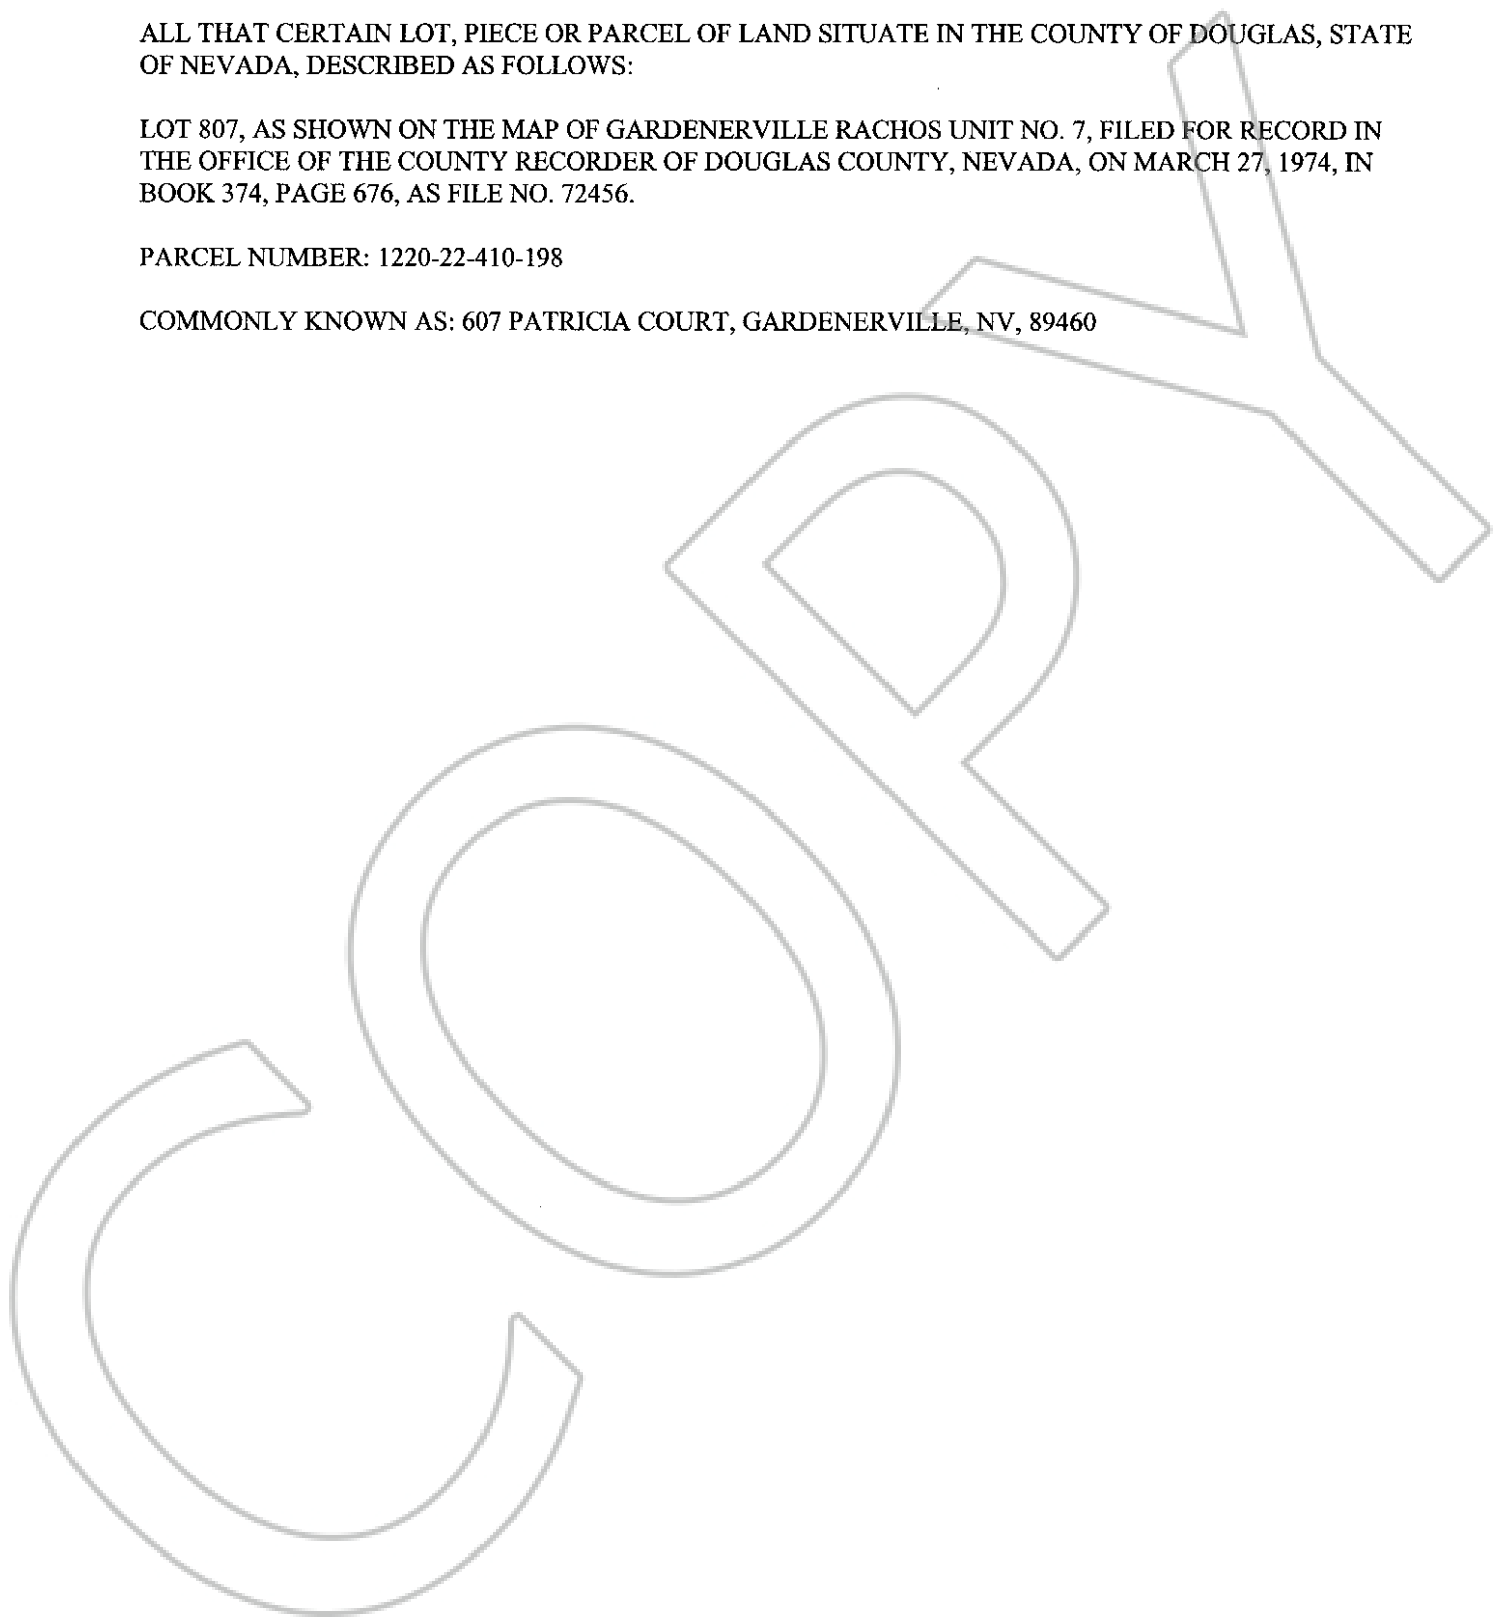 ALL THAT CERTAIN LOT, PIECE OR PARCEL OF LAND SITUATE IN THE COUNTY OF DOUGLAS, STATE
OF NEVADA, DESCRIBED AS FOLLOWS:
LOT 807, AS SHOWN ON THE MAP OF GARDENERVILLE RACHOS UNIT NO. 7, FILED FOR RECORD IN
THE OFFICE OF THE COUNTY RECORDER OF DOUGLAS COUNTY, NEVADA, ON MARCH 27, 1974, IN
BOOK 374, PAGE 676, AS FILE NO. 72456.
PARCEL NUMBER: 1220-22-410-198
COMMONLY KNOWN AS: 607 PATRICIA COURT, GARDENERVILLE, NV, 89460
COPY